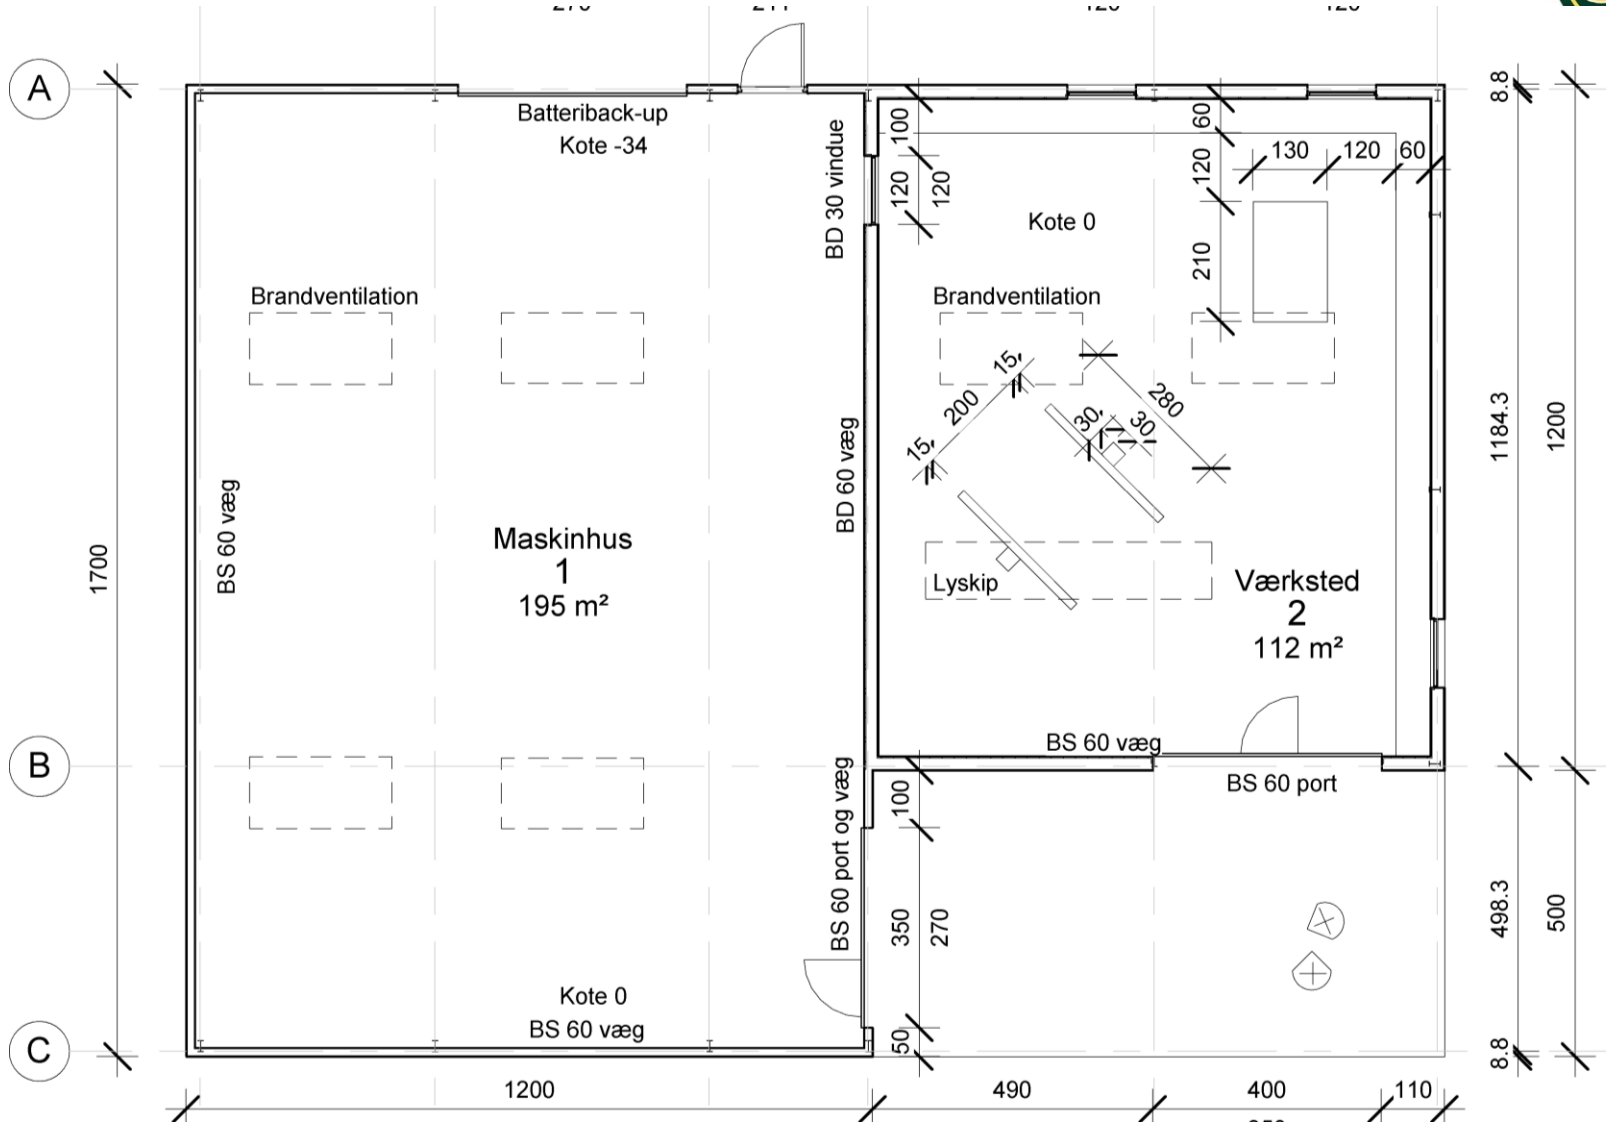 A
8.8
Batteriback-up
Kote -34
BD 30 vindue
100
120
120
60
120
210
130
120
60
Kote 0
Brandventilation
Brandventilation
15
200
15
280
30
30
1184.3
1200
BD 60 væg
BS 60 væg
Maskinhus
1
195 m²
Lyskip
Værksted
2
112 m²
1700
B
BS 60 væg
BS 60 port
BS 60 port og væg
100
350
270
50
498.3
500
Kote 0
BS 60 væg
C
8.8
1200
490
400
110